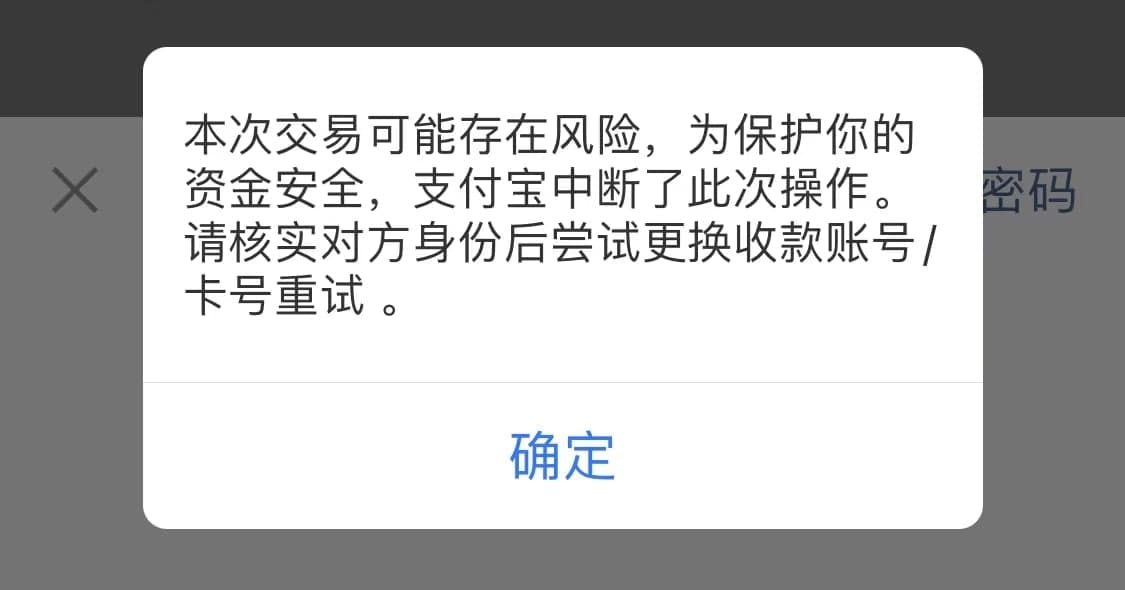 本次交易可能存在风险，为保护你的
资金安全，支付宝中断了此次操作。
请核实对方身份后尝试更换收款账号/
卡号重试 。
密码
确定